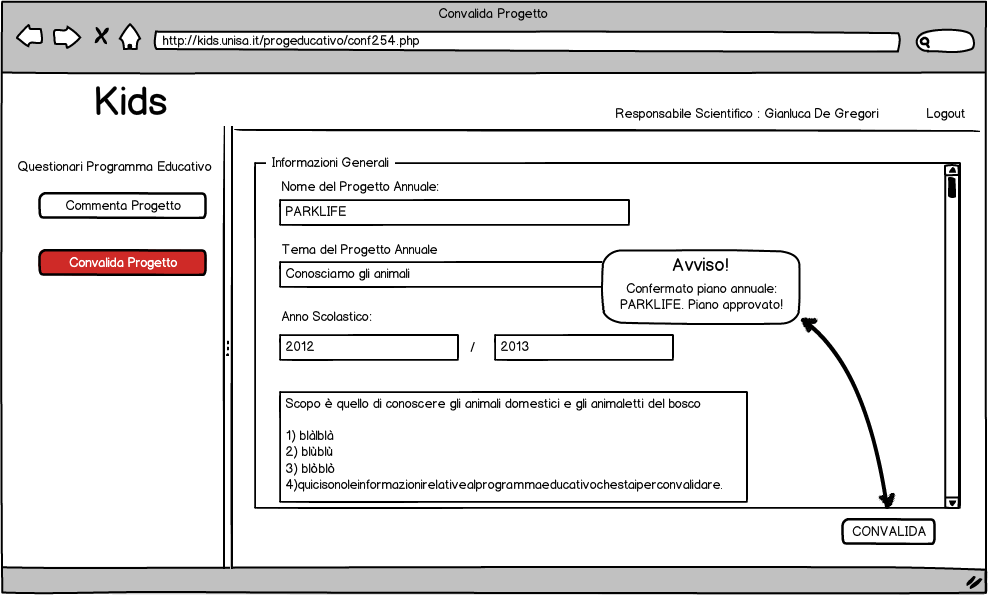 Convalida Progetto
http://kids.unisa.it/progeducativo/conf254.php
Kids
Responsabile Scientifico : Gianluca De Gregori
Logout
Questionari Programma Educativo
Commenta Progetto
Convalida Progetto
Informazioni Generali
Nome del Progetto Annuale:
PARKLIFE
Tema del Progetto Annuale
Conosciamo gli animali
Avviso!
Confermato piano annuale:
PARKLIFE. Piano approvato!
Anno Scolastico:
2012 / 2013
Scopo è quello di conoscere gli animali domestici e gli animaletti del bosco
1) blàlblà
2) blùblù
3) blòblò
4)quicisonoleinformazionirelativealprogrammaeducativochestaiperconvalidare.
CONVALIDA